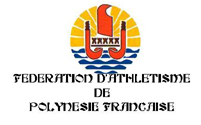 FEDERATION D'ATHLETISME
DE
POLYNESIE FRANCAISE